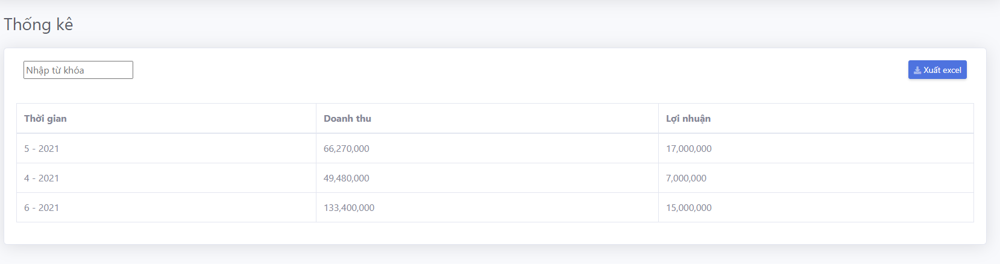 Thống kê
Nhập từ khóa
Xuất excel
Thời gian Doanh thu Lợi nhuận
5 - 2021 66,270,000 17,000,000
4 - 2021 49,480,000 7,000,000
6 - 2021 133,400,000 15,000,000